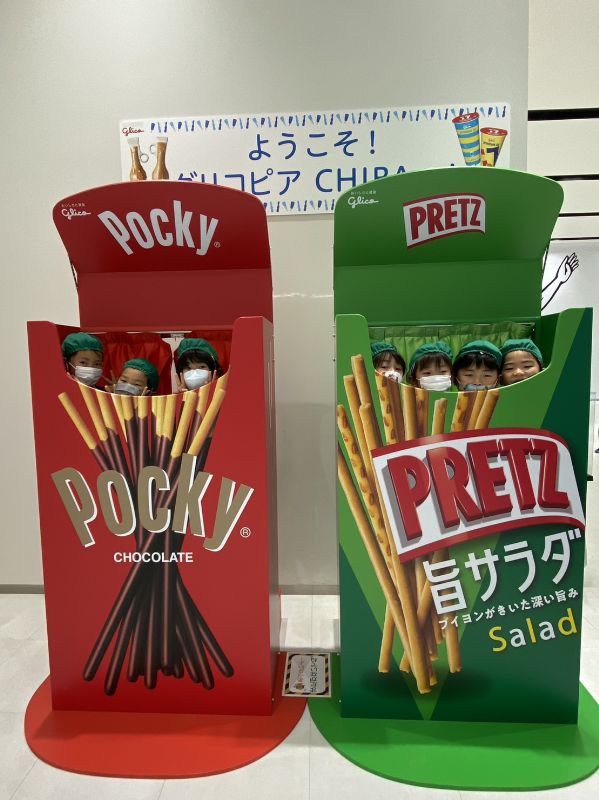 glico
ようこそ！
グリコピア CHIBA
glico
Pocky®
glico
PRETZ
Pocky®
CHOCOLATE
PRETZ
旨サラダ
ブイヨンがきいた深い旨み
Salad